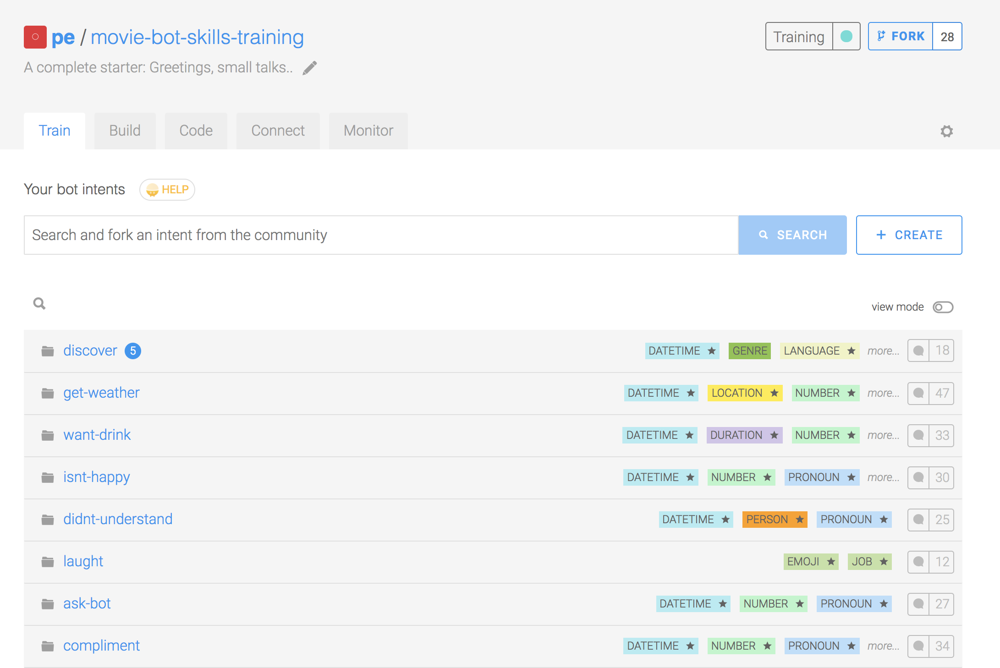 pe / movie-bot-skills-training
Training
FORK 28
A complete starter: Greetings, small talks..
Train Build Code Connect Monitor
Your bot intents HELP
Search and fork an intent from the community SEARCH + CREATE
view mode
discover 5 DATETIME ★ GENRE LANGUAGE ★ more... 18
get-weather DATETIME ★ LOCATION ★ NUMBER ★ more... 47
want-drink DATETIME ★ DURATION ★ NUMBER ★ more... 33
isnt-happy DATETIME ★ NUMBER ★ PRONOUN ★ more... 30
didnt-understand DATETIME ★ PERSON ★ PRONOUN ★ 25
laught EMOJI ★ JOB ★ 12
ask-bot DATETIME ★ NUMBER ★ PRONOUN ★ 27
compliment DATETIME ★ NUMBER ★ PRONOUN ★ more... 34